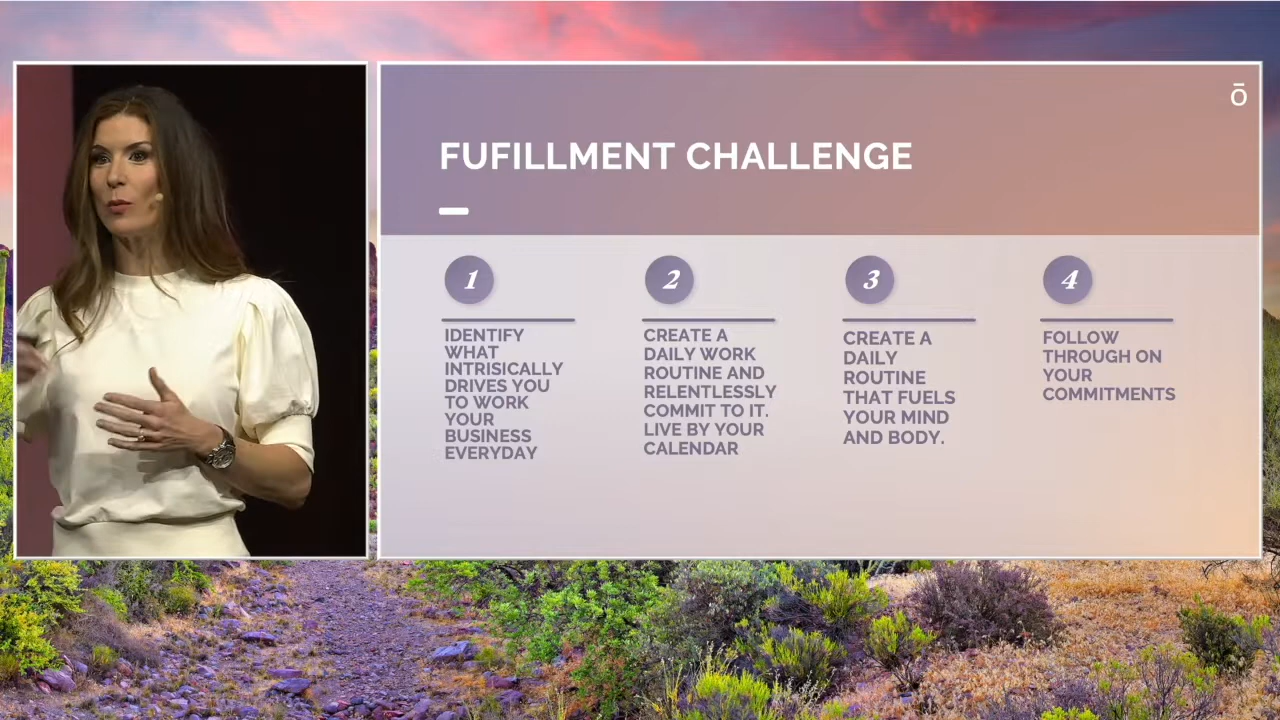 ō
FUFILLMENT CHALLENGE
1
IDENTIFY
WHAT
INTRISICALLY
DRIVES YOU
TO WORK
YOUR
BUSINESS
EVERYDAY
2
CREATE A
DAILY WORK
ROUTINE AND
RELENTLESSLY
COMMIT TO IT.
LIVE BY YOUR
CALENDAR
3
CREATE A
DAILY
ROUTINE
THAT FUELS
YOUR MIND
AND BODY.
4
FOLLOW
THROUGH ON
YOUR
COMMITMENTS